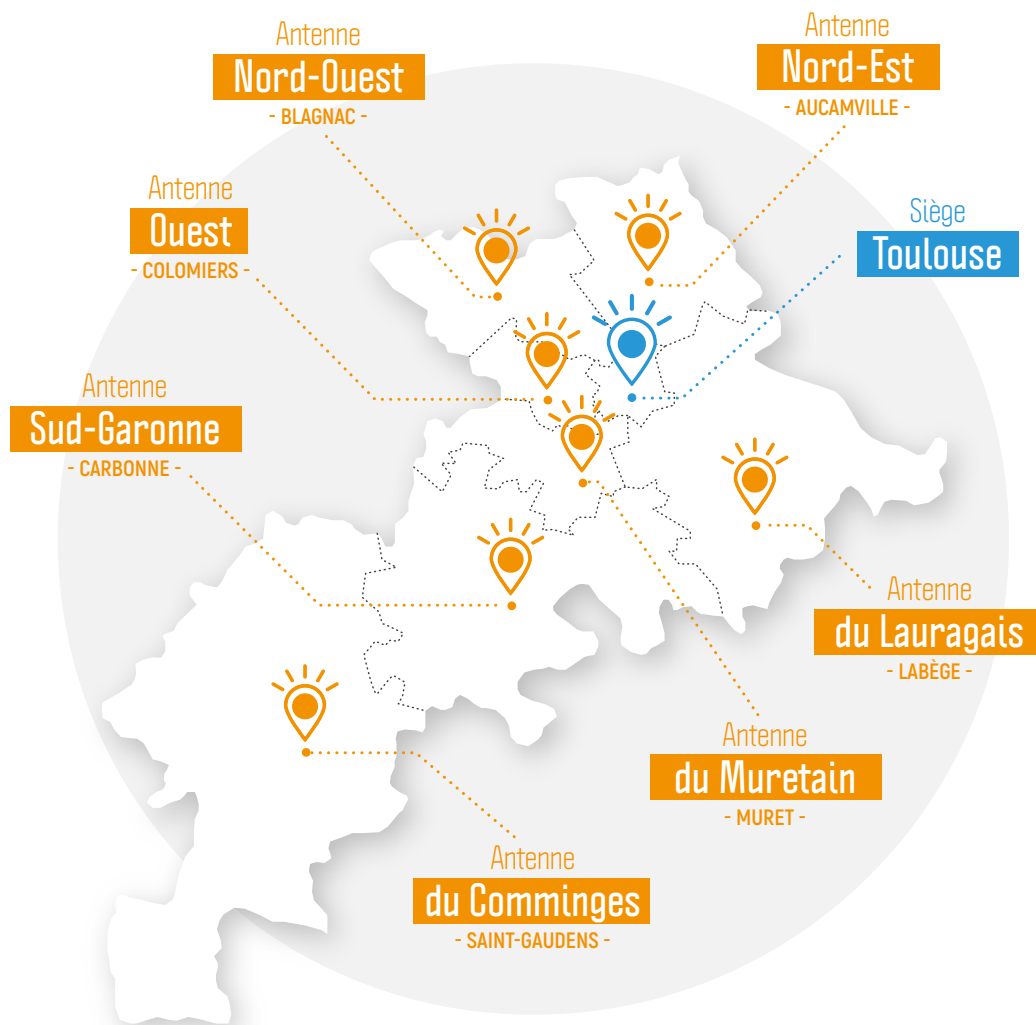 Antenne
Nord-Ouest
- BLAGNAC -
Antenne
Nord-Est
- AUCAMVILLE -
Antenne
Ouest
- COLOMIERS -
Siège
Toulouse
Antenne
Sud-Garonne
- CARBONNE -
Antenne
du Lauragais
- LABÈGE -
Antenne
du Muretain
- MURET -
Antenne
du Comminges
- SAINT-GAUDENS -